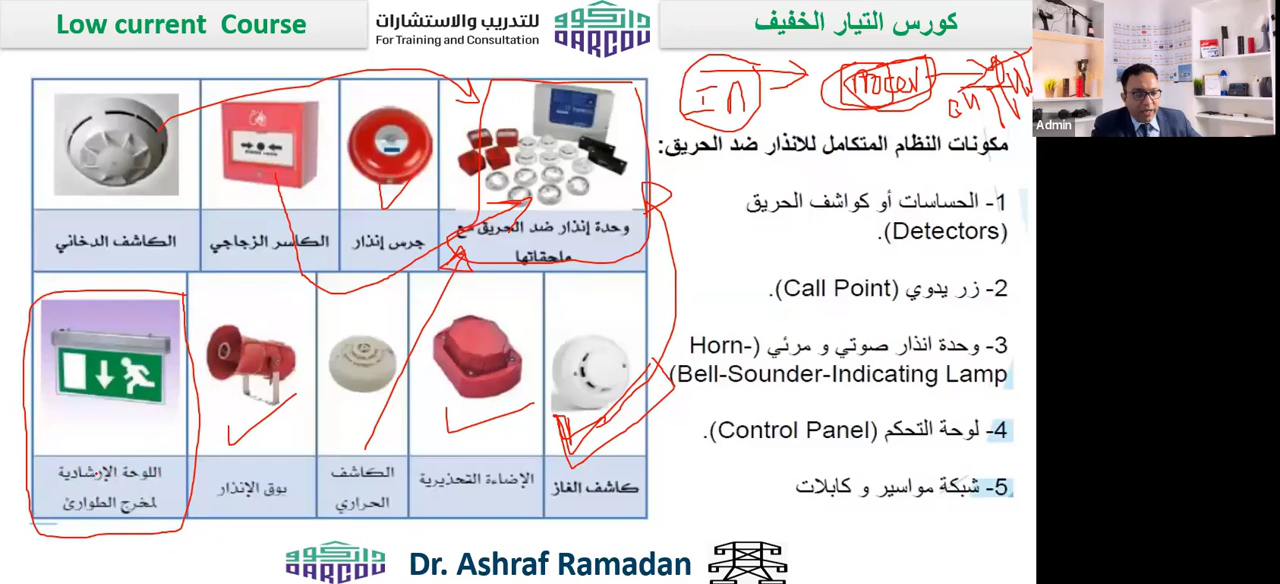 Low current Course
للتدريب والاستشارات
For Training and Consultation
داركو
DARCOU
كورس التيار الخفيف
IN
Admin
مكونات النظام المتكامل للانذار ضد الحريق:
1- الحساسات أو كواشف الحريق
(Detectors).
2- زر يدوي (Call Point).
3- وحدة انذار صوتي و مرئي (Horn-
Bell-Sounder-Indicating Lamp)
4- لوحة التحكم (Control Panel).
5- شبكة مواسير و كابلات
وحدة إنذار ضد الحريق مع
ملحقاتها
جرس إنذار
الكاسر الزجاجي
الكاشف الدخاني
كاشف الغاز
الإضاءة التحذيرية
الكاشف
الحراري
بوق الإنذار
اللوحة الإرشادية
لمخرج الطوارئ
داركو
DARCOU
Dr. Ashraf Ramadan